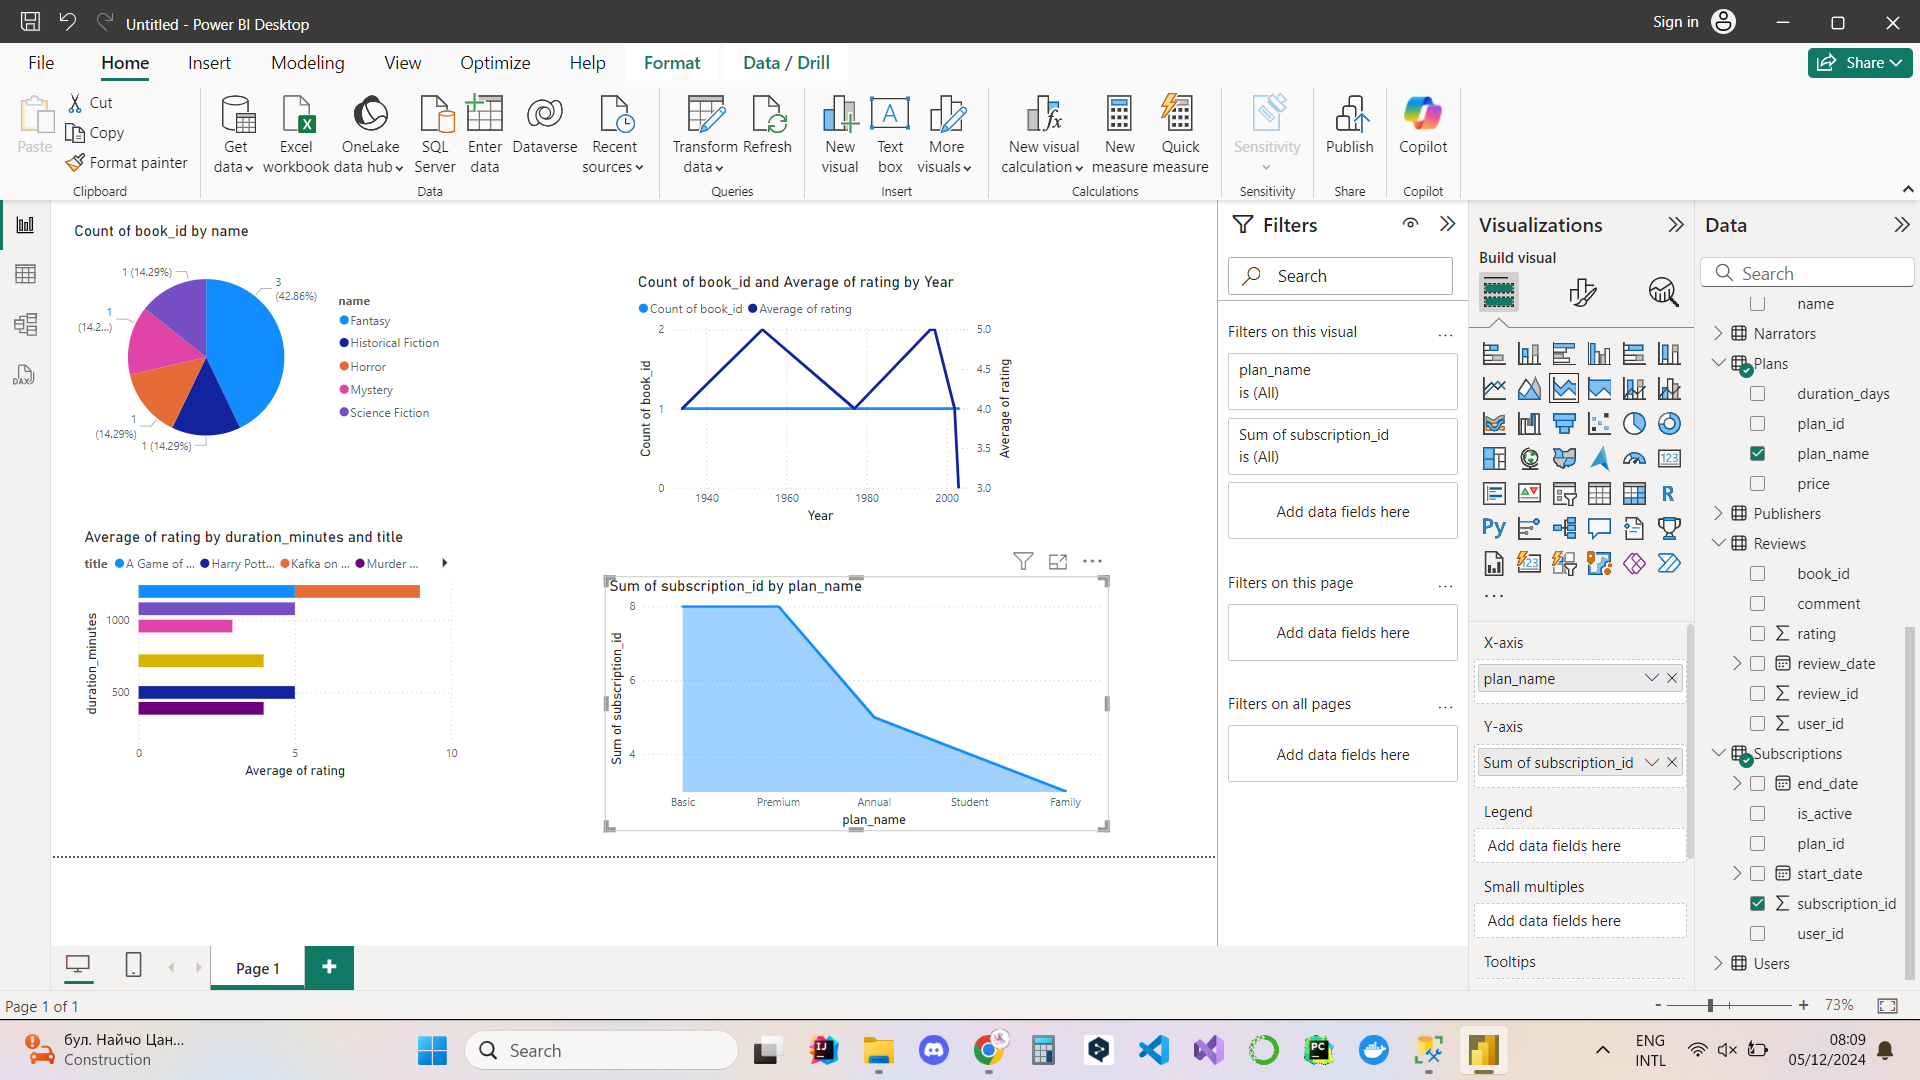 Untitled - Power BI Desktop
Sign in
File
Home
Insert
Modeling
View
Optimize
Help
Format
Data / Drill
Share
Paste
Cut
Copy
Format painter
Clipboard
Get data
Excel workbook
OneLake data hub
SQL Server
Enter data
Dataverse
Recent sources
Data
Transform data
Refresh
Queries
New visual
Text box
More visuals
Insert
New visual calculation
New measure
Quick measure
Calculations
Sensitivity
Sensitivity
Publish
Share
Copilot
Copilot
Count of book_id by name
1 (14.29%)
3 (42.86%)
1 (14.2...)
1 (14.29%)
1 (14.29%)
name
Fantasy
Historical Fiction
Horror
Mystery
Science Fiction
Count of book_id and Average of rating by Year
Count of book_id
Average of rating
2
1
0
5.0
4.5
4.0
3.5
3.0
1940
1960
1980
2000
Year
Count of book_id
Average of rating
Average of rating by duration_minutes and title
title
A Game of ...
Harry Pott...
Kafka on ...
Murder ...
duration_minutes
1000
500
0
5
10
Average of rating
Sum of subscription_id by plan_name
Sum of subscription_id
8
6
4
Basic
Premium
Annual
Student
Family
plan_name
Filters
Search
Filters on this visual
...
plan_name
is (All)
Sum of subscription_id
is (All)
Add data fields here
Filters on this page
...
Add data fields here
Filters on all pages
...
Add data fields here
Visualizations
Build visual
123
R
Py
123
...
X-axis
plan_name
Y-axis
Sum of subscription_id
Legend
Add data fields here
Small multiples
Add data fields here
Tooltips
Data
Search
name
Narrators
Plans
duration_days
plan_id
plan_name
price
Publishers
Reviews
book_id
comment
rating
review_date
review_id
user_id
Subscriptions
end_date
is_active
plan_id
start_date
subscription_id
user_id
Users
Page 1
Page 1 of 1
- + 73%
бул. Найчо Цан...
Construction
Search
ENG
INTL
08:09
05/12/2024